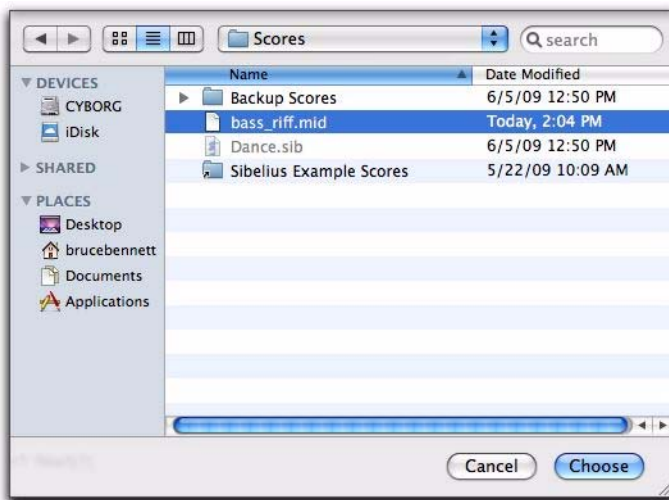 Scores
search
DEVICES
CYBORG
iDisk
SHARED
PLACES
Desktop
brucebennett
Documents
Applications
Name Date Modified
Backup Scores 6/5/09 12:50 PM
bass_riff.mid Today, 2:04 PM
Dance.sib 6/5/09 12:50 PM
Sibelius Example Scores 5/22/09 10:09 AM
Cancel Choose